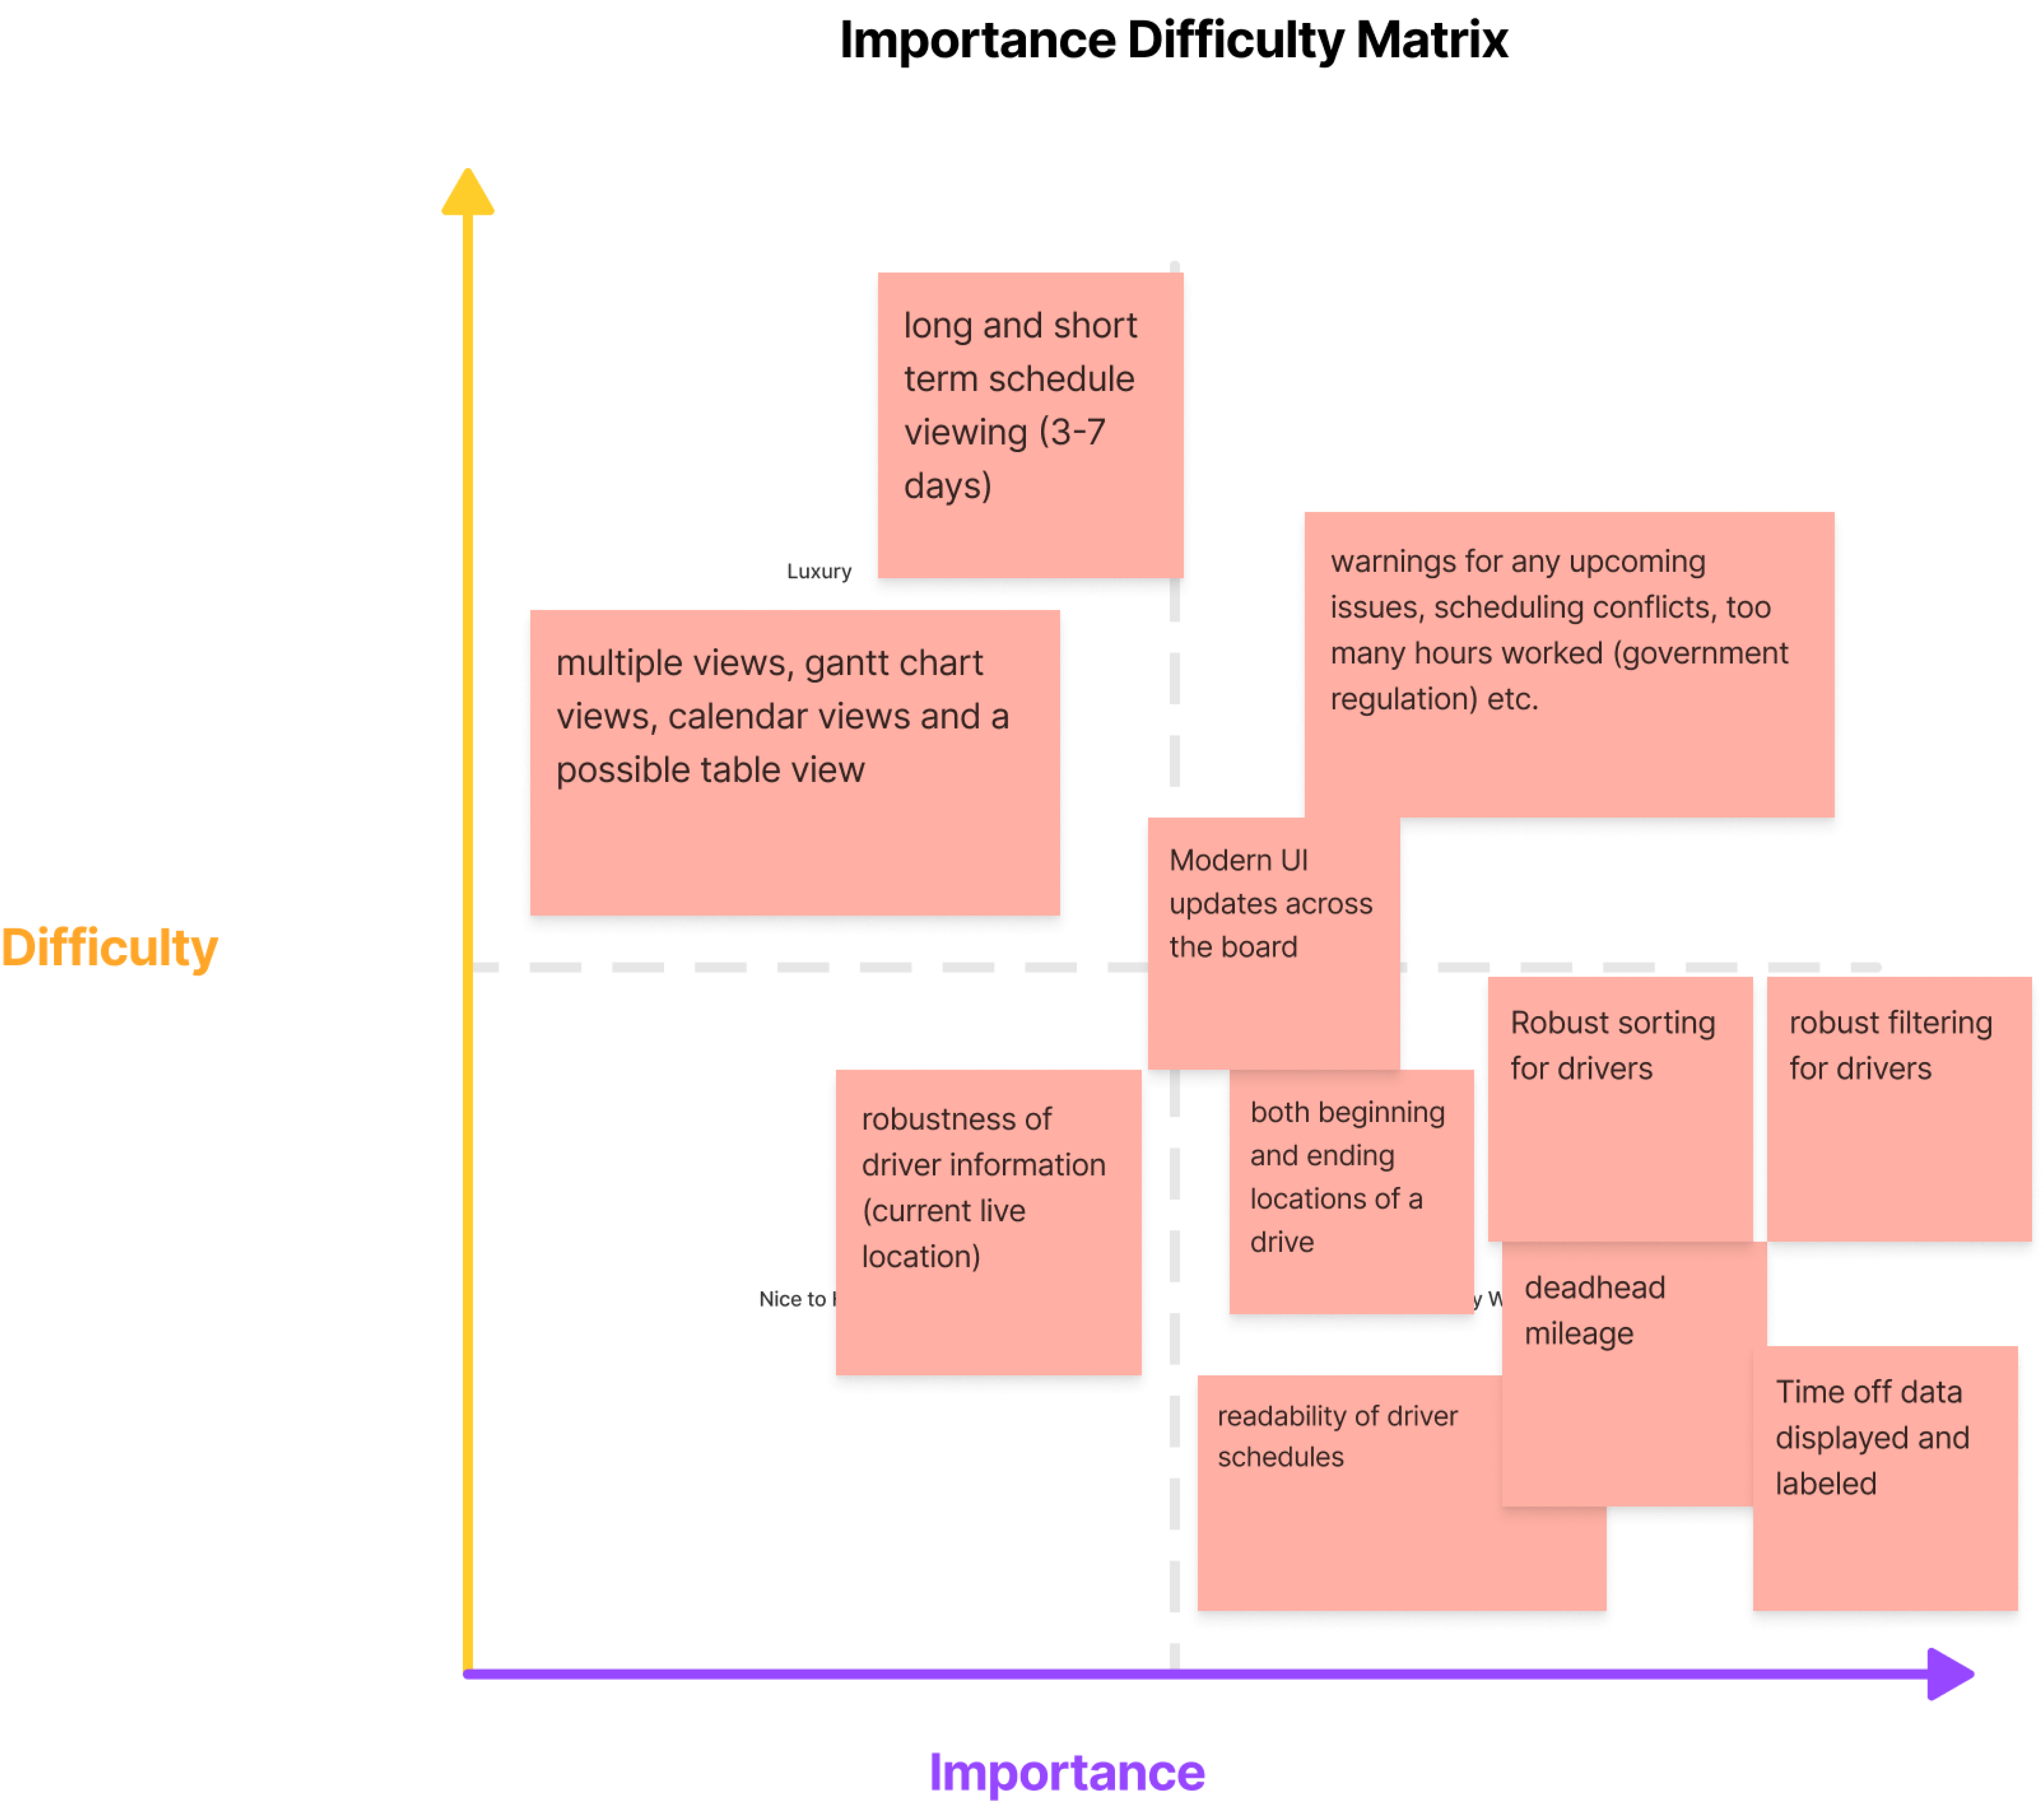 Importance Difficulty Matrix
long and short
term schedule
viewing (3-7
days)
Luxury
warnings for any upcoming
issues, scheduling conflicts, too
many hours worked (government
regulation) etc.
multiple views, gantt chart
views, calendar views and a
possible table view
Modern UI
updates across
the board
Difficulty
Robust sorting
for drivers
robust filtering
for drivers
robustness of
driver information
(current live
location)
both beginning
and ending
locations of a
drive
Nice to
deadhead
mileage
readability of driver
schedules
Time off data
displayed and
labeled
Importance